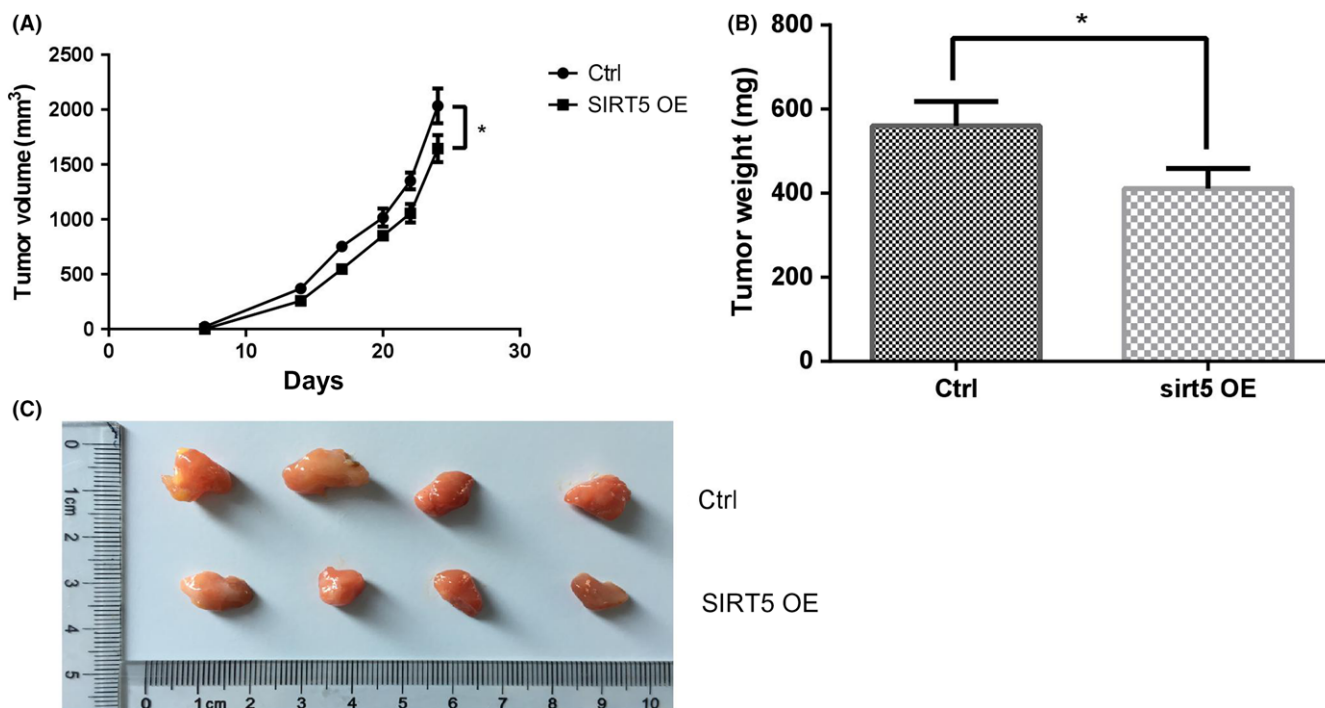 (A)
2500
2000
1500
1000
500
0
Tumor volume (mm³)
0 10 20 30
Days
Ctrl
SIRT5 OE
*
(B)
800
600
400
200
0
Tumor weight (mg)
*
Ctrl sirt5 OE
(C)
0
1cm
2
3
4
5
0 1cm 2 3 4 5 6 7 8 9 10
Ctrl
SIRT5 OE